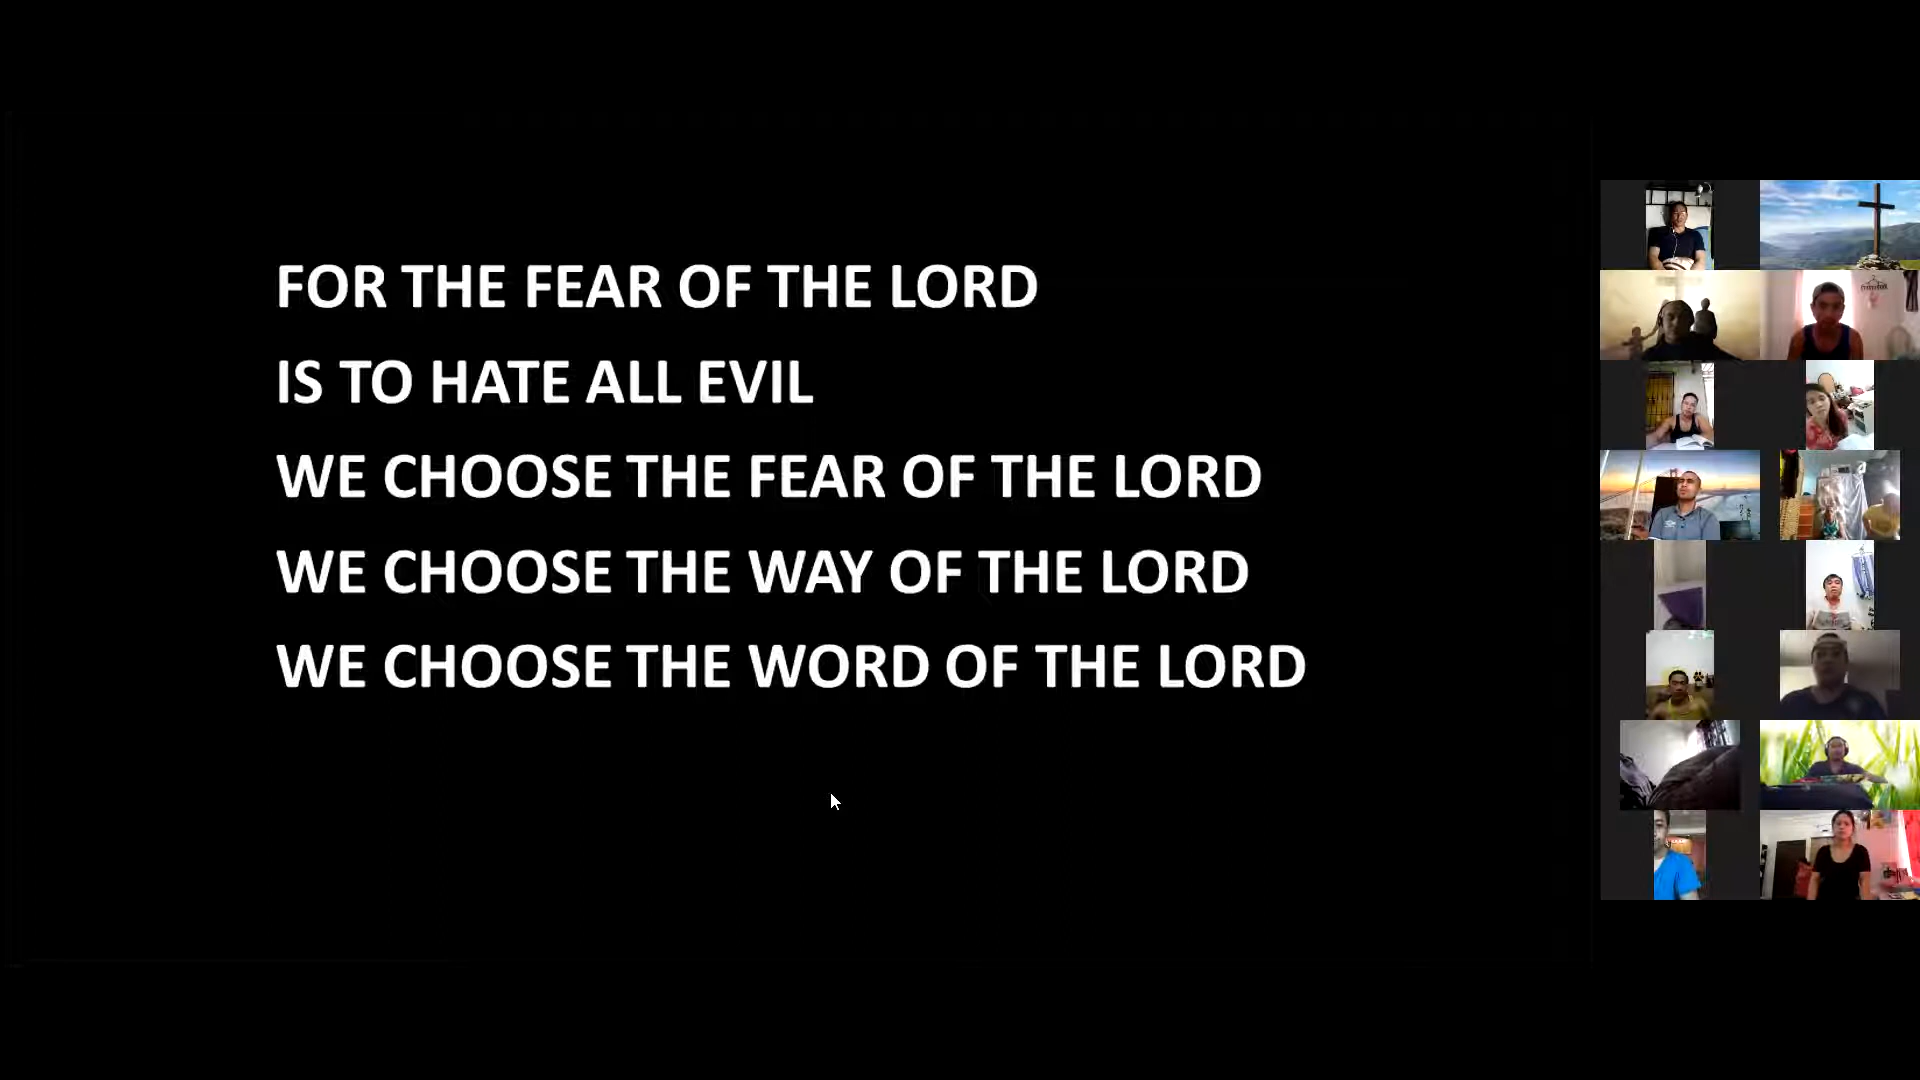 FOR THE FEAR OF THE LORD
IS TO HATE ALL EVIL
WE CHOOSE THE FEAR OF THE LORD
WE CHOOSE THE WAY OF THE LORD
WE CHOOSE THE WORD OF THE LORD